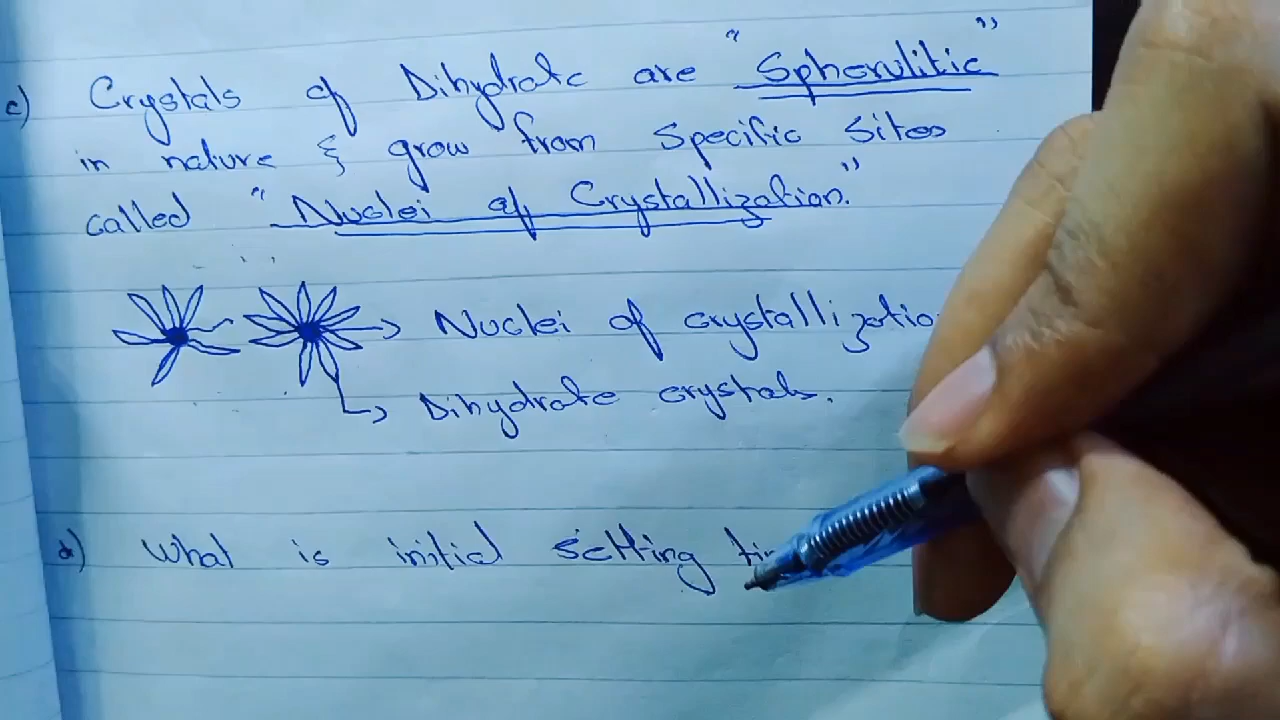 c) Crystals of Dihydrate are "Spherulitic"
in nature & grow from specific sites
called "Nuclei of Crystallization."
Nuclei of crystallizatio
Dihydrate crystals.
d) What is initial setting ti